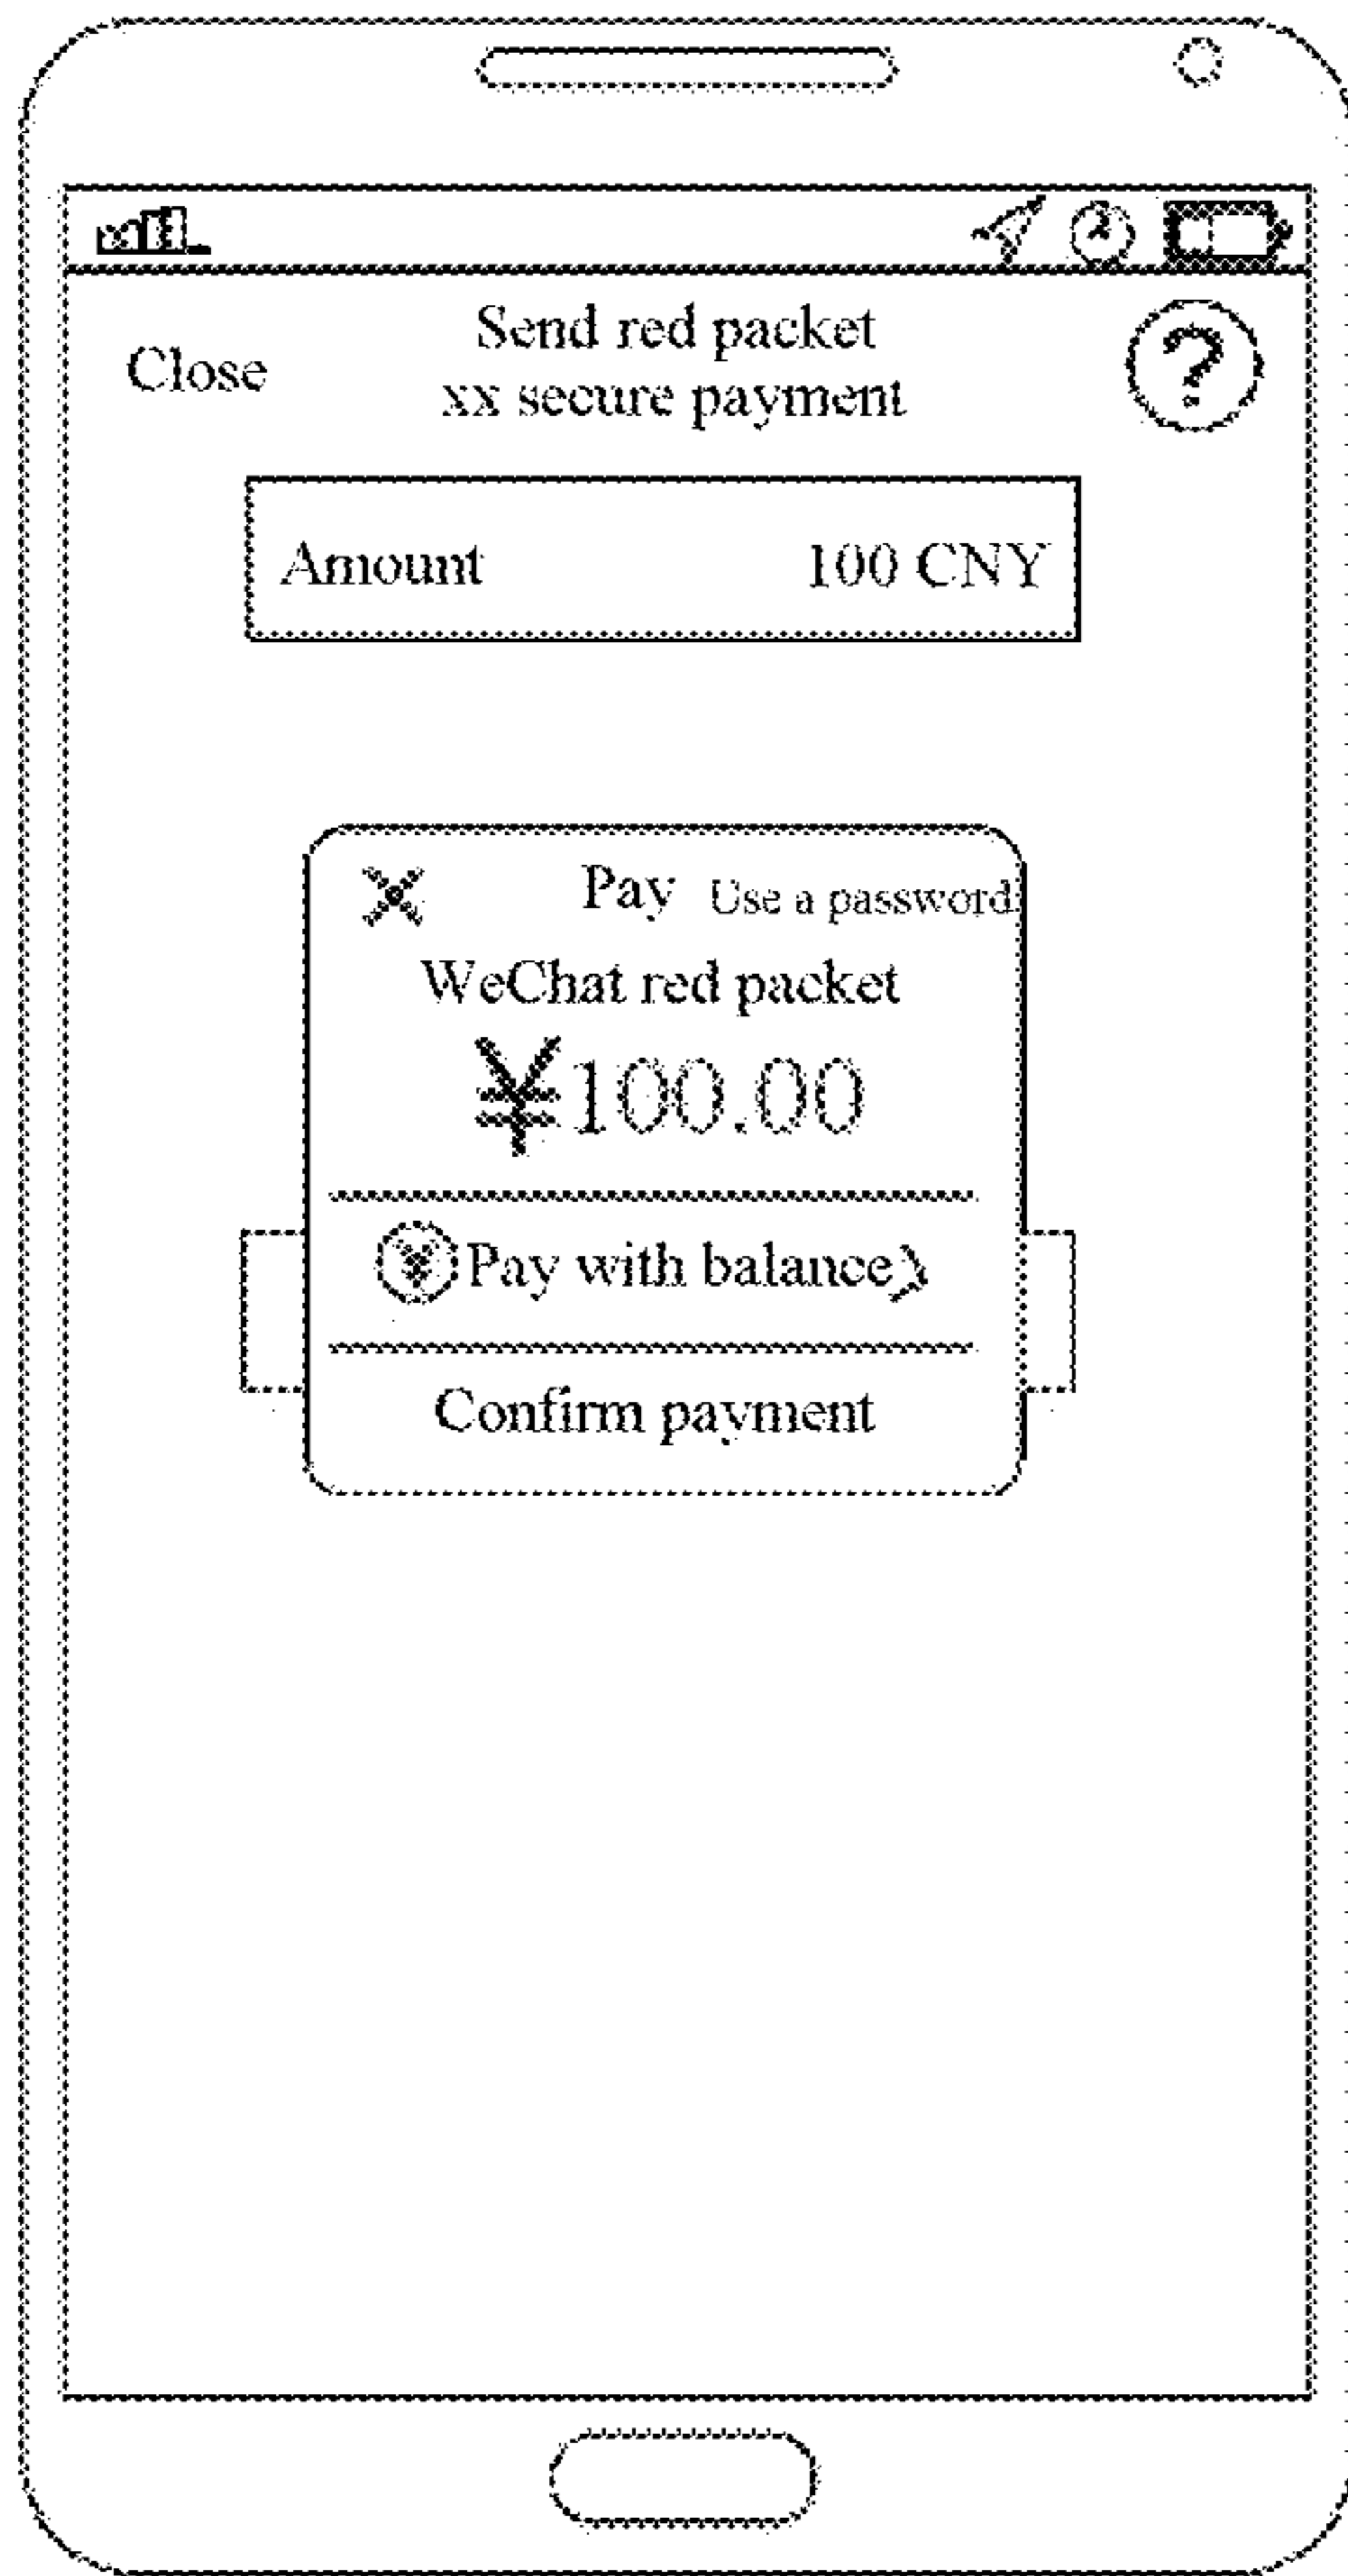 Close
Send red packet
xx secure payment
?
Amount 100 CNY
Pay Use a password
WeChat red packet
¥100.00
¥ Pay with balance
Confirm payment